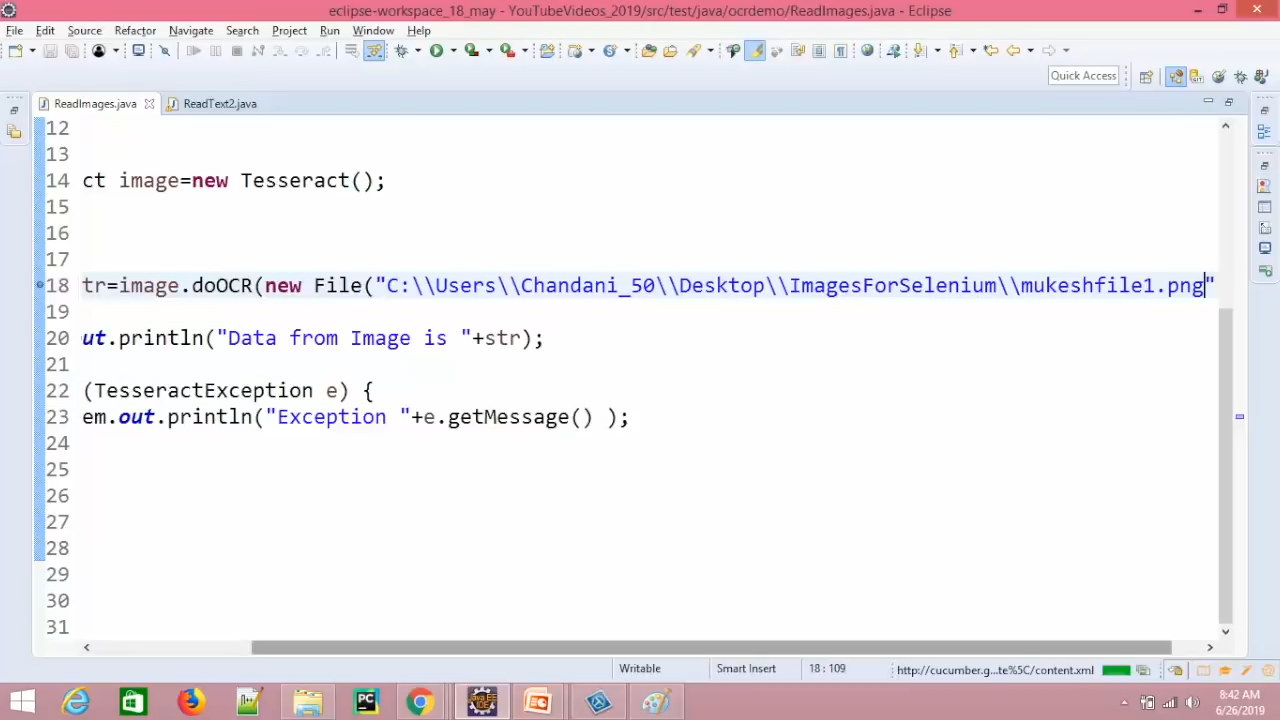 eclipse-workspace_18_may - YouTubeVideos_2019/src/test/java/ocrdemo/ReadImages.java - Eclipse
File Edit Source Refactor Navigate Search Project Run Window Help
Quick Access
ReadImages.java ReadText2.java
12
13
14 ct image=new Tesseract();
15
16
17
18 tr=image.doOCR(new File("C:\\Users\\Chandani_50\\Desktop\\ImagesForSelenium\\mukeshfile1.png"
19
20 ut.println("Data from Image is "+str);
21
22 (TesseractException e) {
23 em.out.println("Exception "+e.getMessage() );
24
25
26
27
28
29
30
31
Writable Smart Insert 18 : 109 http://cucumber.g...te%5C/content.xml
PC
8:42 AM
6/26/2019